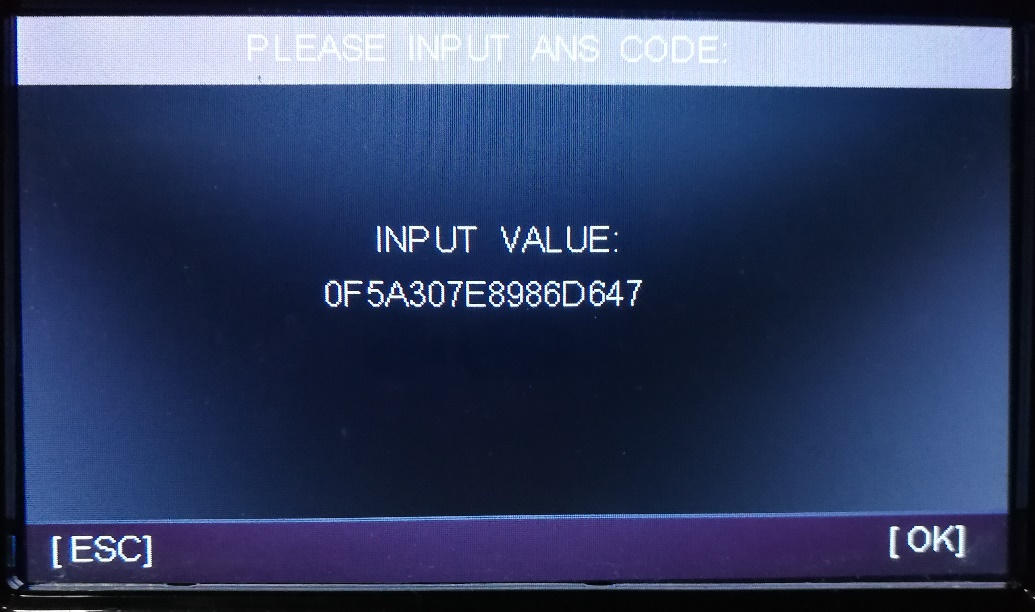 PLEASE INPUT ANS CODE:
INPUT VALUE:
0F5A307E8986D647
[ESC]
[OK]